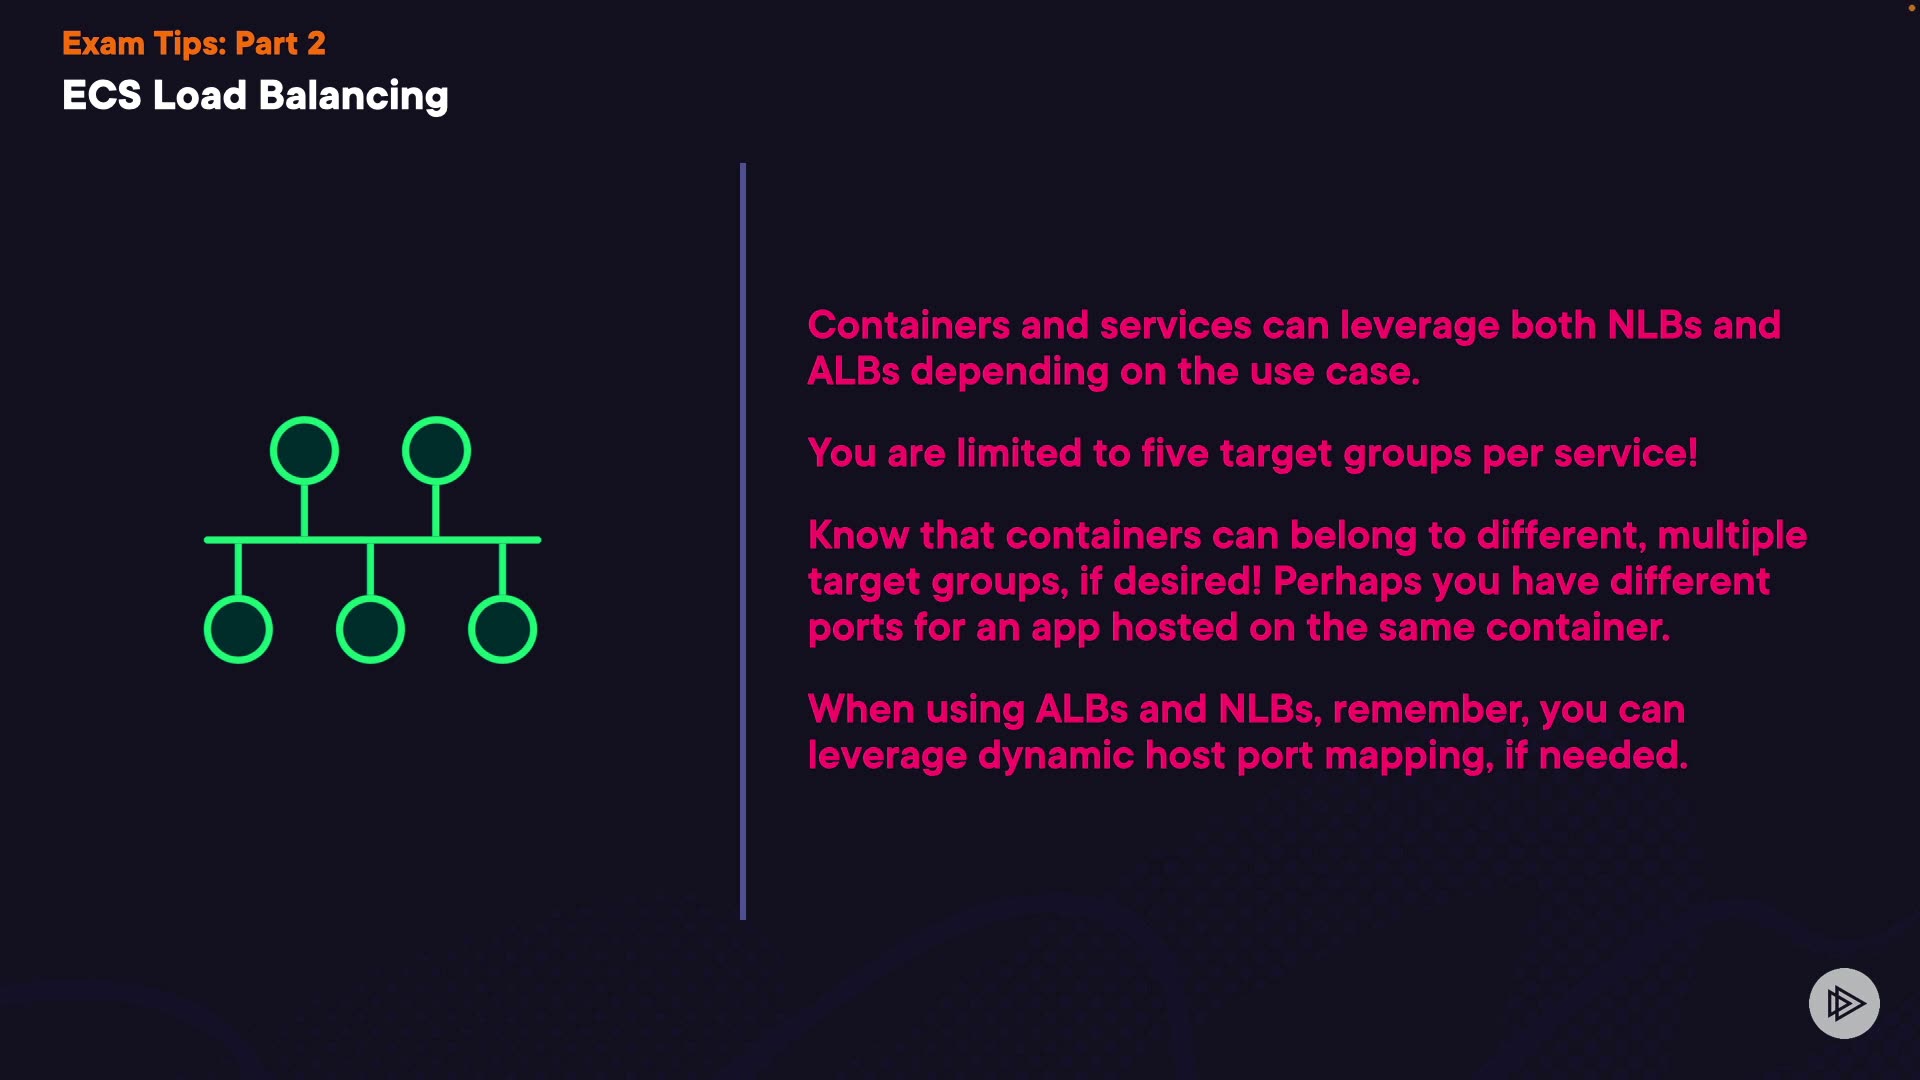 Exam Tips: Part 2
ECS Load Balancing
Containers and services can leverage both NLBs and
ALBs depending on the use case.
You are limited to five target groups per service!
Know that containers can belong to different, multiple
target groups, if desired! Perhaps you have different
ports for an app hosted on the same container.
When using ALBs and NLBs, remember, you can
leverage dynamic host port mapping, if needed.